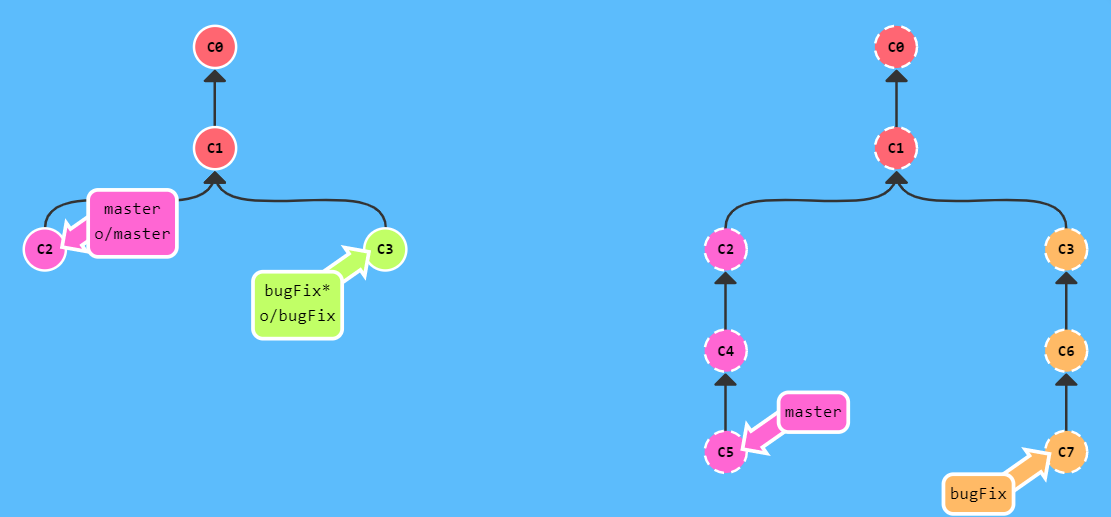 C0
C1
master
o/master
C2
C3
bugFix*
o/bugFix
C0
C1
C2
C3
C4
C6
master
C5
C7
bugFix